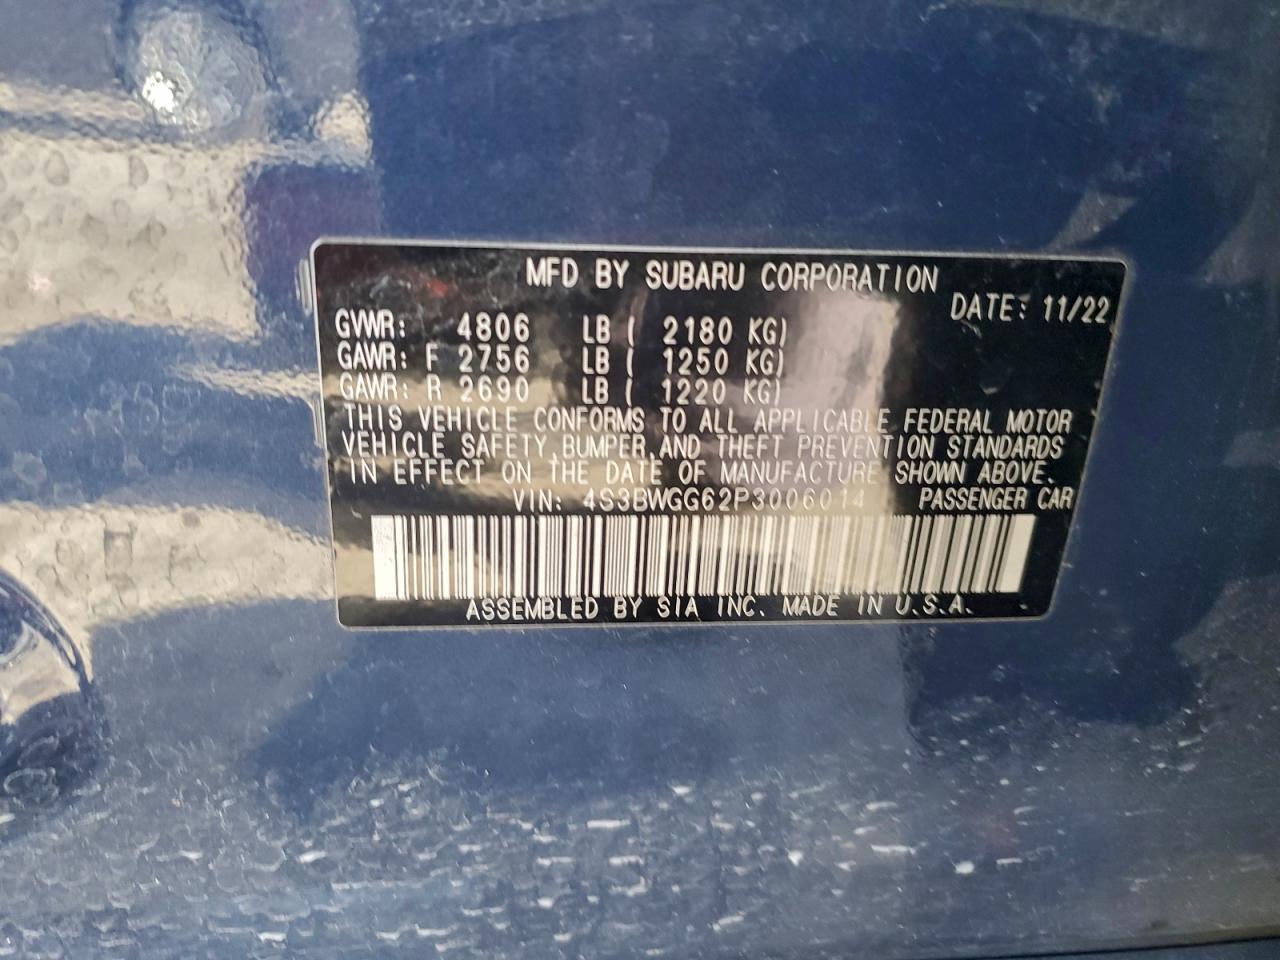 MFD BY SUBARU CORPORATION
DATE: 11/22
GVWR: 4806 LB ( 2180 KG)
GAWR: F 2756 LB ( 1250 KG)
GAWR: R 2690 LB ( 1220 KG)
THIS VEHICLE CONFORMS TO ALL APPLICABLE FEDERAL MOTOR
VEHICLE SAFETY, BUMPER, AND THEFT PREVENTION STANDARDS
IN EFFECT ON THE DATE OF MANUFACTURE SHOWN ABOVE.
VIN: 4S3BWGG62P3006014 PASSENGER CAR
ASSEMBLED BY SIA INC. MADE IN U.S.A.